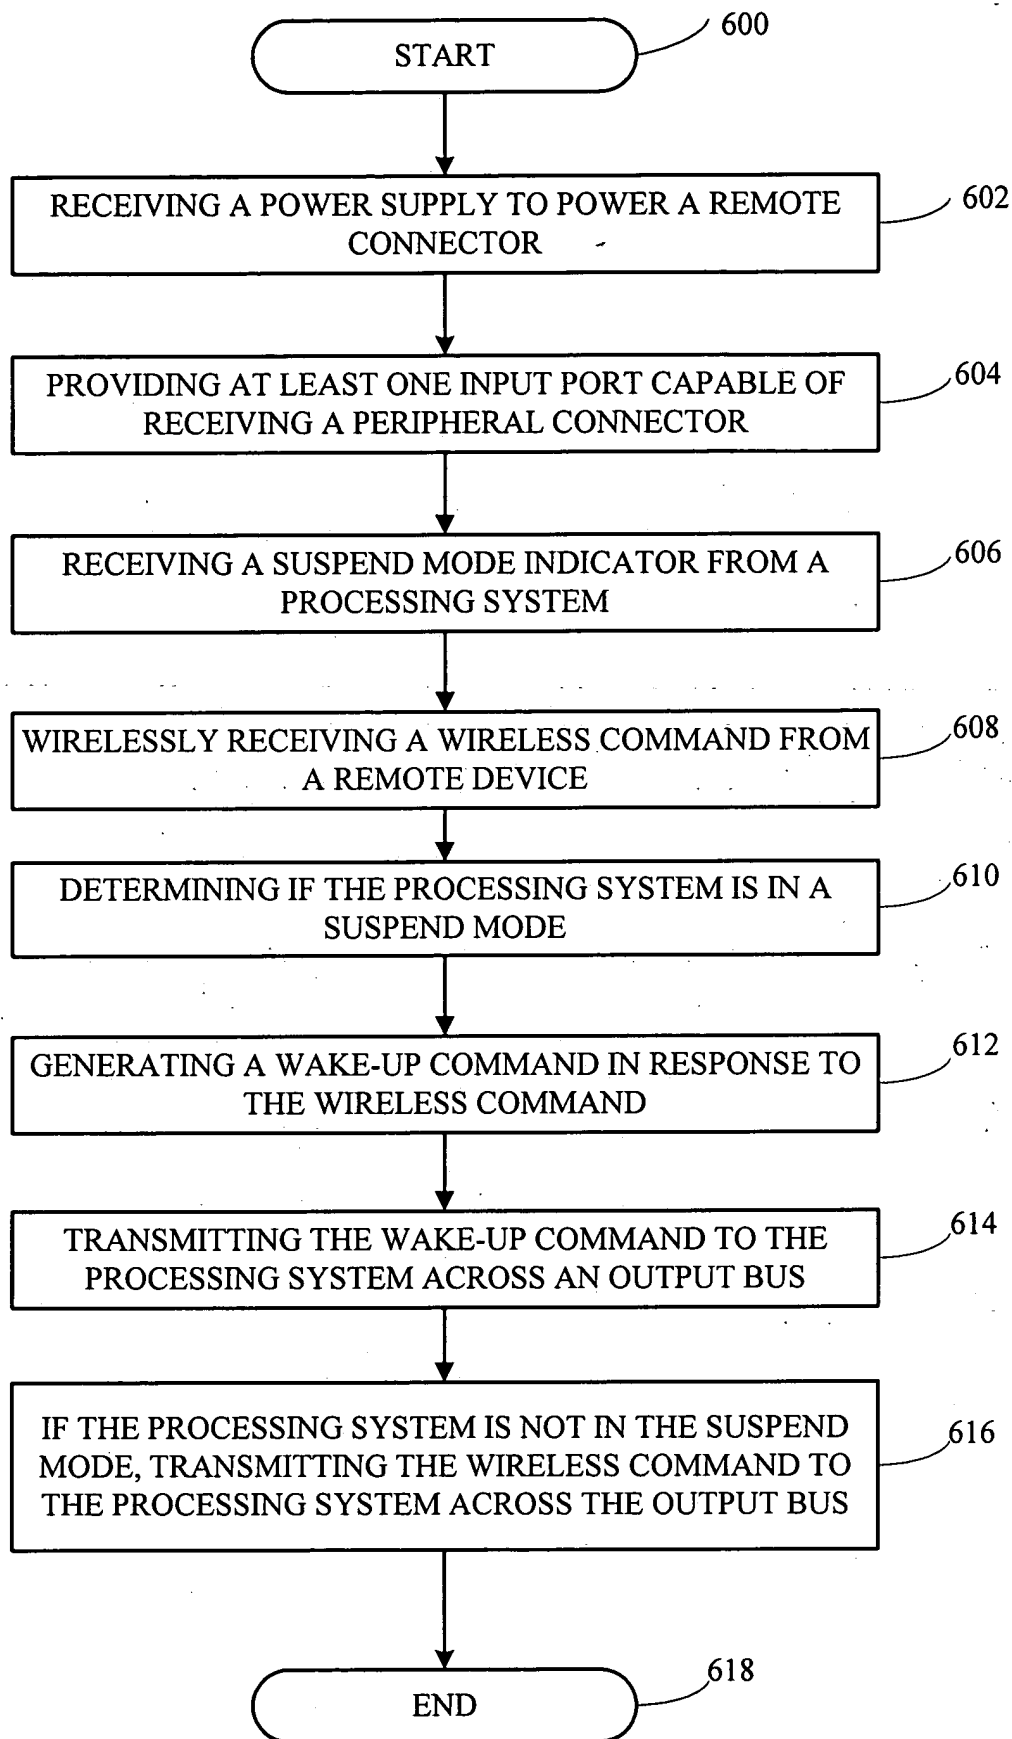 START
600
RECEIVING A POWER SUPPLY TO POWER A REMOTE
CONNECTOR
602
PROVIDING AT LEAST ONE INPUT PORT CAPABLE OF
RECEIVING A PERIPHERAL CONNECTOR
604
RECEIVING A SUSPEND MODE INDICATOR FROM A
PROCESSING SYSTEM
606
WIRELESSLY RECEIVING A WIRELESS COMMAND FROM
A REMOTE DEVICE
608
DETERMINING IF THE PROCESSING SYSTEM IS IN A
SUSPEND MODE
610
GENERATING A WAKE-UP COMMAND IN RESPONSE TO
THE WIRELESS COMMAND
612
TRANSMITTING THE WAKE-UP COMMAND TO THE
PROCESSING SYSTEM ACROSS AN OUTPUT BUS
614
IF THE PROCESSING SYSTEM IS NOT IN THE SUSPEND
MODE, TRANSMITTING THE WIRELESS COMMAND TO
THE PROCESSING SYSTEM ACROSS THE OUTPUT BUS
616
END
618